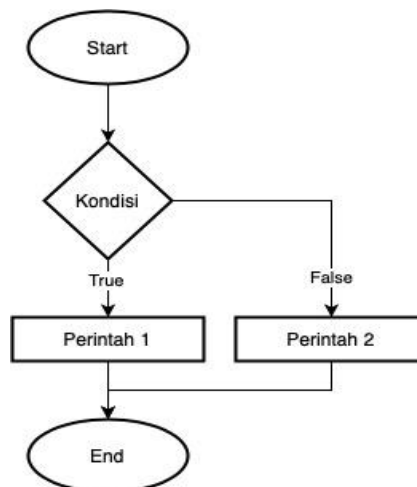 Start
Kondisi
True
False
Perintah 1
Perintah 2
End